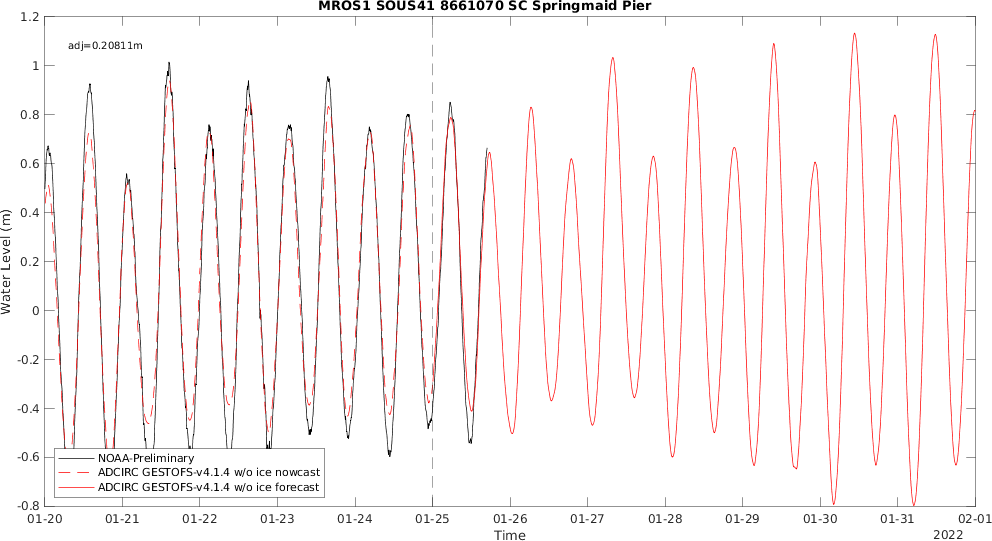 MROS1 SOUS41 8661070 SC Springmaid Pier
adj=0.20811m
1.2
1
0.8
0.6
0.4
0.2
0
-0.2
-0.4
-0.6
-0.8
Water Level (m)
NOAA-Preliminary
ADCIRC GESTOFS-v4.1.4 w/o ice nowcast
ADCIRC GESTOFS-v4.1.4 w/o ice forecast
01-20 01-21 01-22 01-23 01-24 01-25 01-26 01-27 01-28 01-29 01-30 01-31 02-01
Time
2022